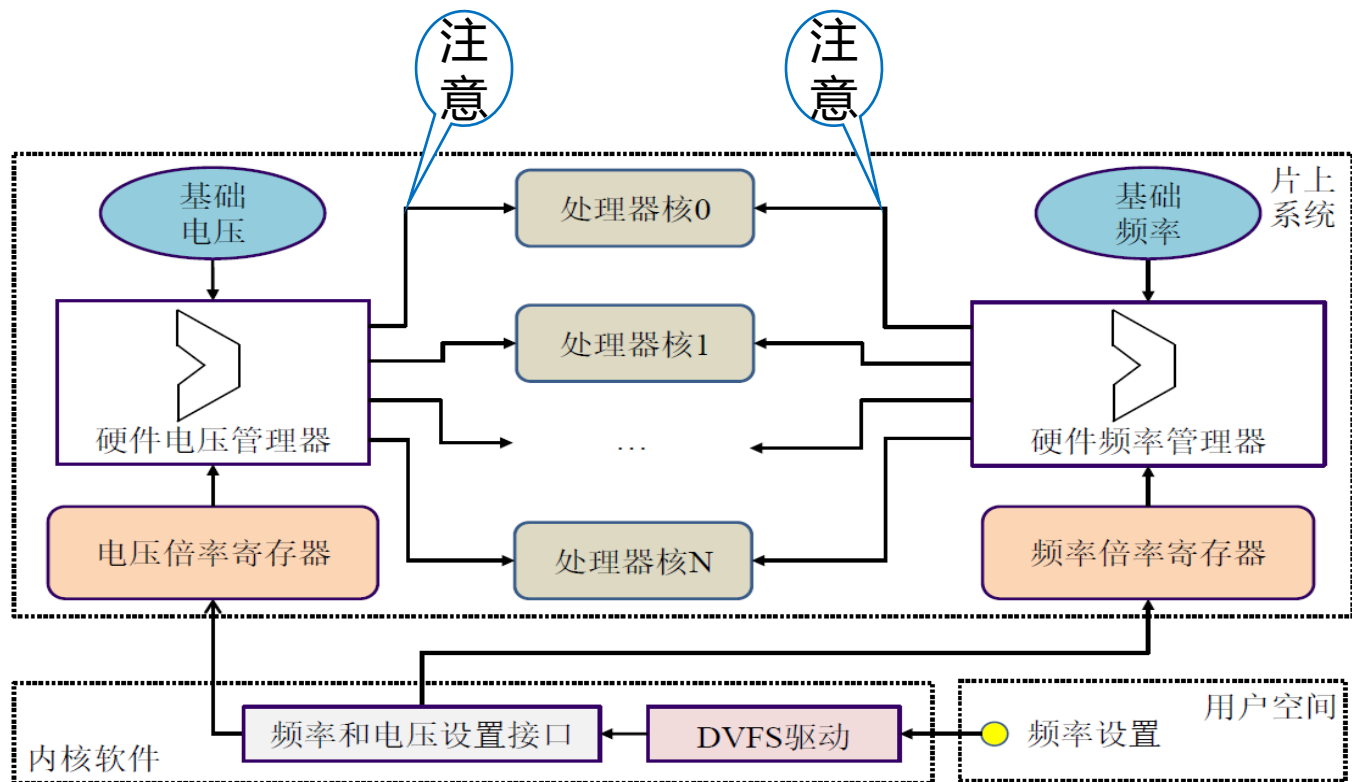 注
意
注
意
基础
电压
处理器核0
基础
频率
片上
系统
处理器核1
硬件电压管理器
…
硬件频率管理器
电压倍率寄存器
处理器核N
频率倍率寄存器
内核软件
频率和电压设置接口
DVFS驱动
频率设置
用户空间